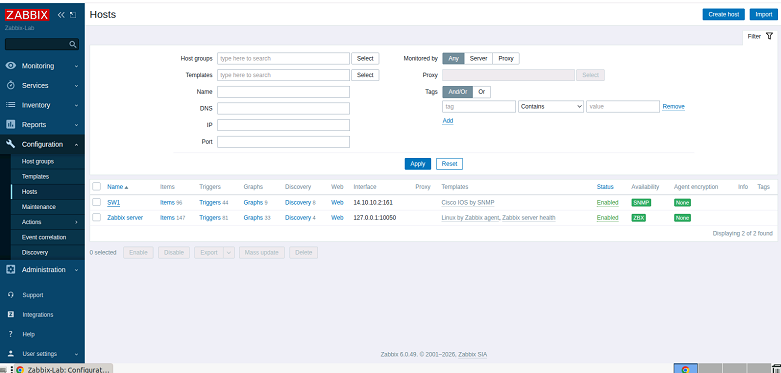 ZABBIX
Zabbix-Lab
Monitoring
Services
Inventory
Reports
Configuration
Host groups
Templates
Hosts
Maintenance
Actions
Event correlation
Discovery
Administration
Support
Integrations
Help
User settings
Hosts
Create host Import
Filter
Host groups type here to search Select
Templates type here to search Select
Name
DNS
IP
Port
Monitored by Any Server Proxy
Proxy Select
Tags And/Or Or
tag Contains value Remove
Add
Apply Reset
Name Items Triggers Graphs Discovery Web Interface Proxy Templates Status Availability Agent encryption Info Tags
SW1 Items 96 Triggers 44 Graphs 8 Discovery 8 Web 14.10.10.2:161 Cisco IOS by SNMP Enabled SNMP None
Zabbix server Items 147 Triggers 81 Graphs 33 Discovery 4 Web 127.0.0.1:10050 Linux by Zabbix agent, Zabbix server health Enabled ZBX None
Displaying 2 of 2 found
0 selected Enable Disable Export Mass update Delete
Zabbix 6.0.49. © 2001–2026, Zabbix SIA
Zabbix-Lab: Configurat...